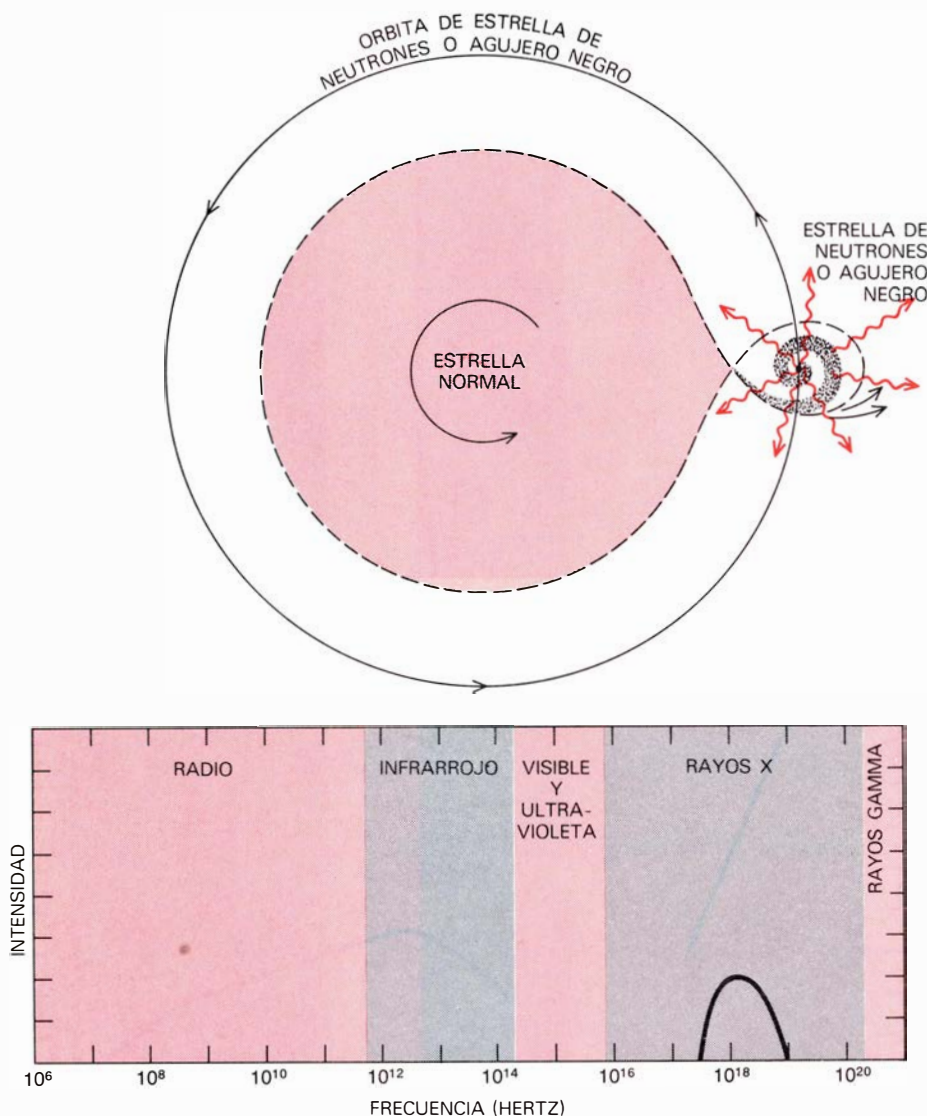 ORBITA DE ESTRELLA DE
NEUTRONES O AGUJERO NEGRO
ESTRELLA DE
NEUTRONES
O AGUJERO
NEGRO
ESTRELLA
NORMAL
RADIO
INFRARROJO
VISIBLE
Y
ULTRA-
VIOLETA
RAYOS X
RAYOS GAMMA
INTENSIDAD
10⁶ 10⁸ 10¹⁰ 10¹² 10¹⁴ 10¹⁶ 10¹⁸ 10²⁰
FRECUENCIA (HERTZ)